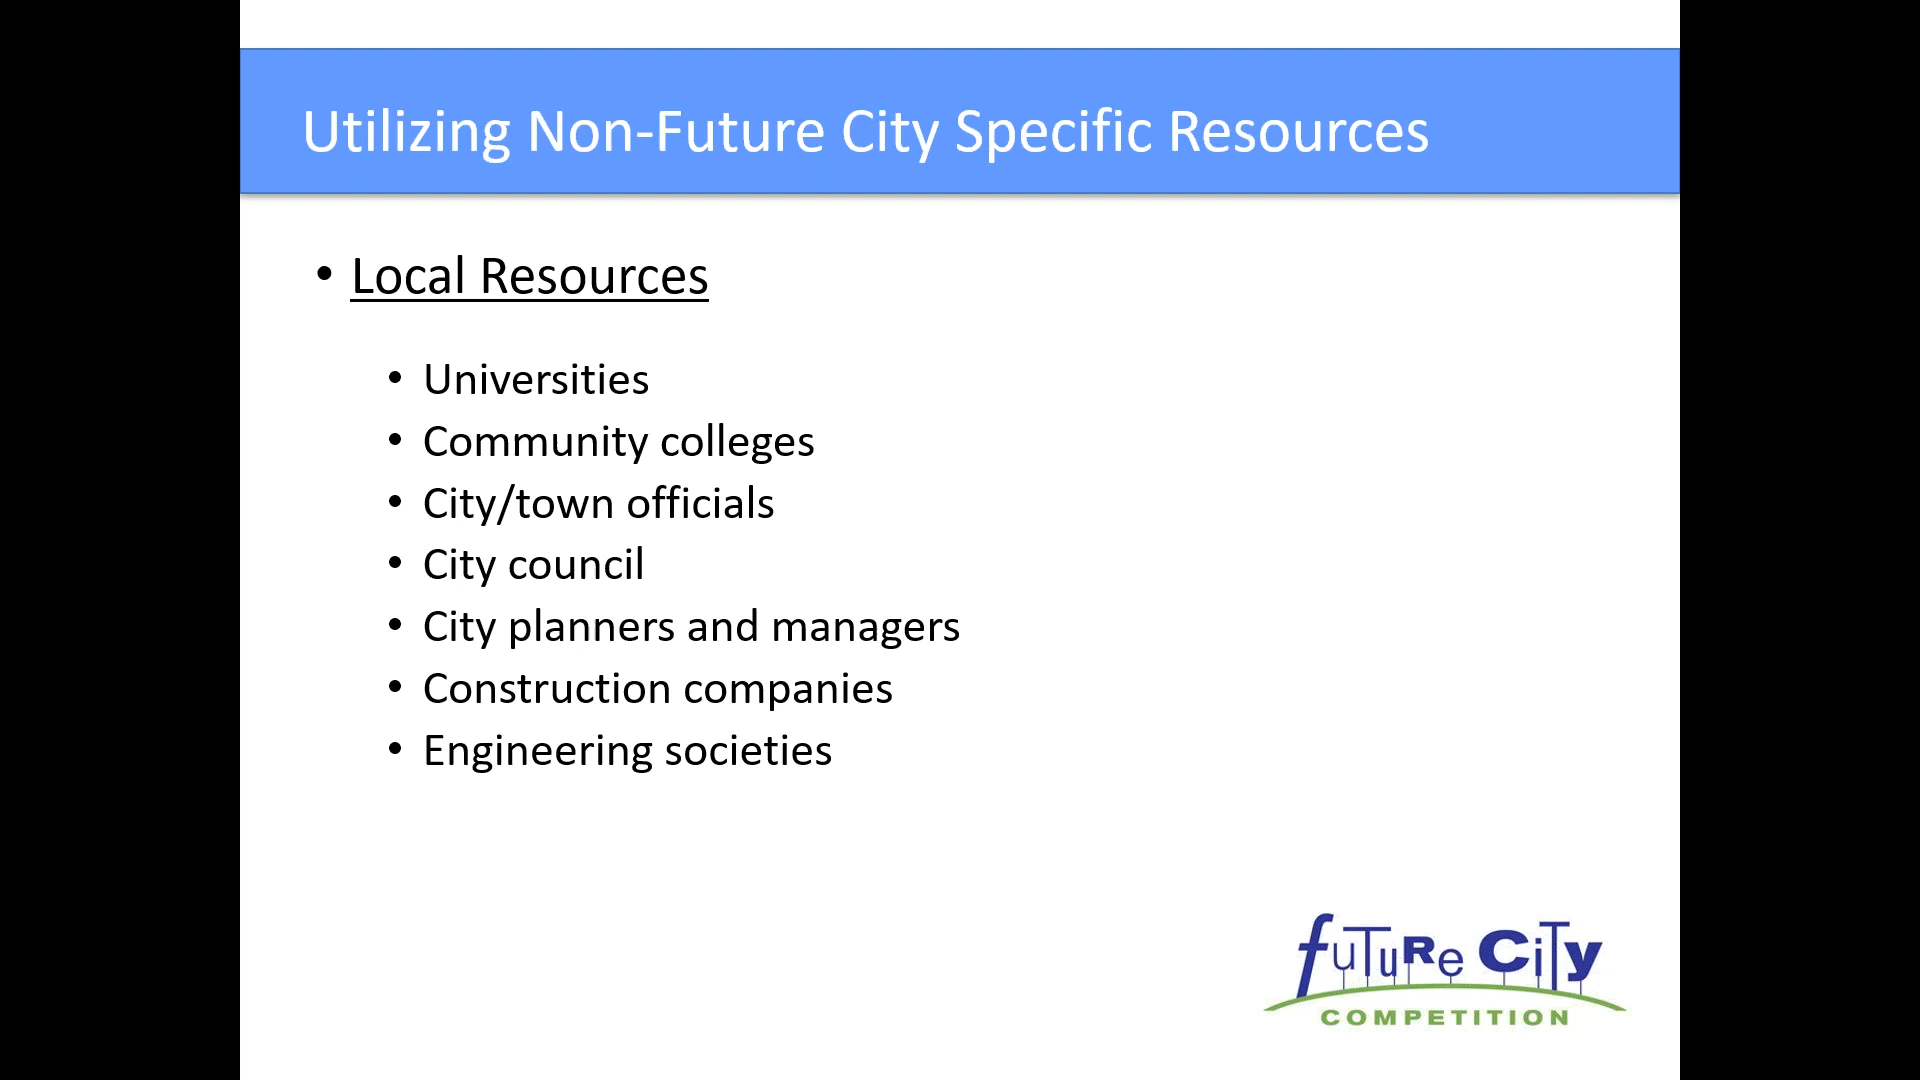 Utilizing Non-Future City Specific Resources
• Local Resources
• Universities
• Community colleges
• City/town officials
• City council
• City planners and managers
• Construction companies
• Engineering societies
fuTuRe CiTy
COMPETITION